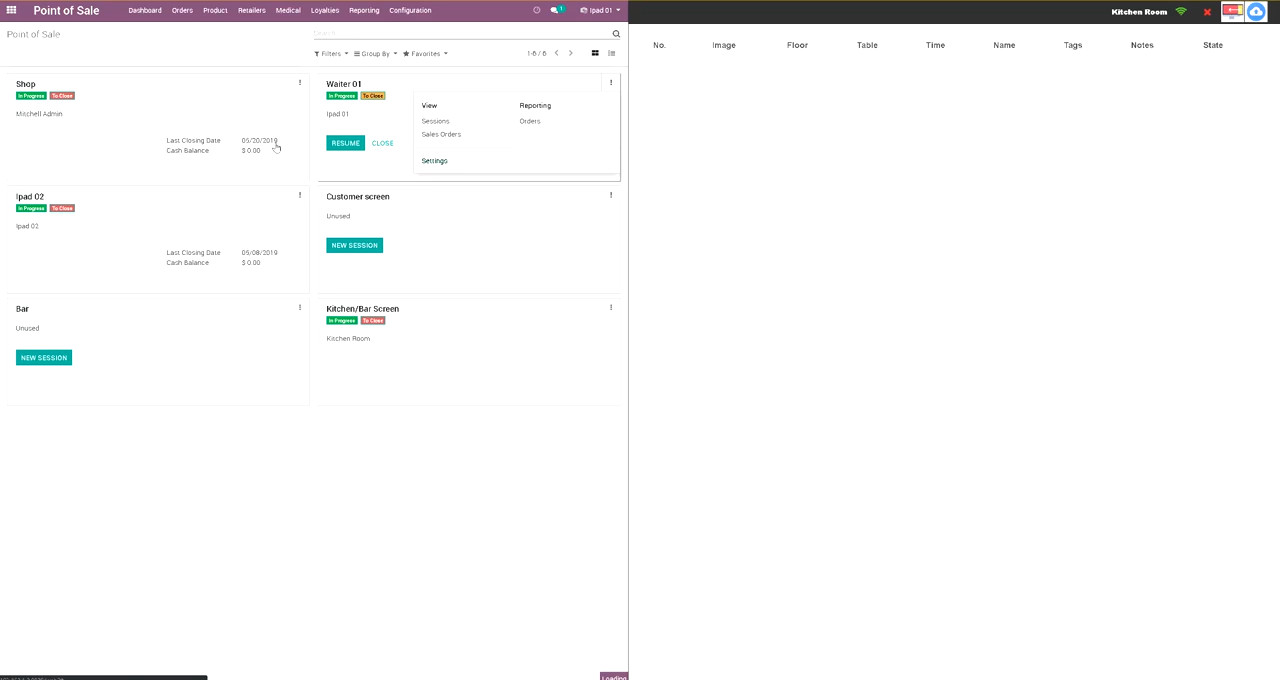 Point of Sale Dashboard Orders Product Retailers Medical Loyalties Reporting Configuration 1 Ipad 01
Point of Sale Search...
Filters Group By Favorites 1-6 / 6
Shop
In Progress To Close
Mitchell Admin
Last Closing Date 05/20/2019
Cash Balance $ 0.00
Waiter 01
In Progress To Close
Ipad 01
RESUME CLOSE
View Reporting
Sessions Orders
Sales Orders
Settings
Ipad 02
In Progress To Close
Ipad 02
Last Closing Date 05/08/2019
Cash Balance $ 0.00
Customer screen
Unused
NEW SESSION
Bar
Unused
NEW SESSION
Kitchen/Bar Screen
In Progress To Close
Kitchen Room
Loading
Kitchen Room
No. Image Floor Table Time Name Tags Notes State